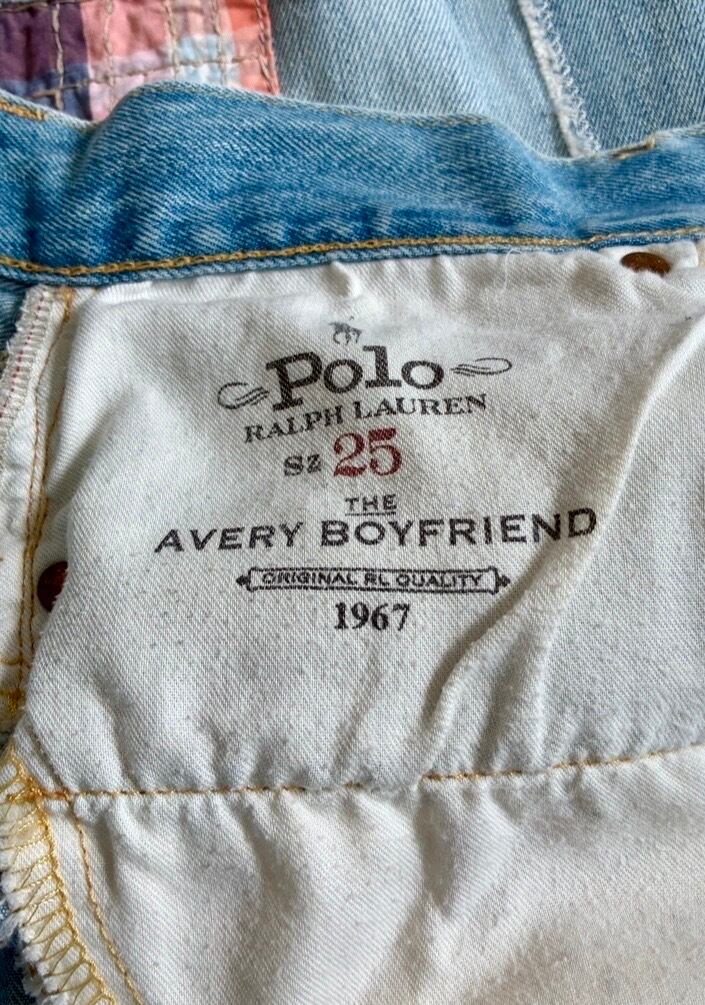 Polo
RALPH LAUREN
SZ 25
THE
AVERY BOYFRIEND
ORIGINAL RL QUALITY
1967